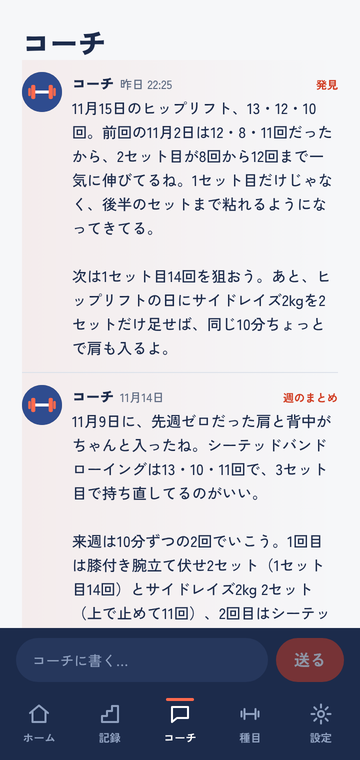 コーチ
コーチ 昨日 22:25 発見
11月15日のヒップリフト、13・12・10
回。前回の11月2日は12・8・11回だった
から、2セット目が8回から12回まで一
気に伸びてるね。1セット目だけじゃな
く、後半のセットまで粘れるようにな
ってきてる。
次は1セット目14回を狙おう。あと、ヒ
ップリフトの日にサイドレイズ2kgを2
セットだけ足せば、同じ10分ちょっと
で肩も入るよ。
コーチ 11月14日 週のまとめ
11月9日に、先週ゼロだった肩と背中が
ちゃんと入ったね。シーテッドバンド
ローイングは13・10・11回で、3セット
目で持ち直してるのがいい。
来週は10分ずつの2回でいこう。1回目
は膝付き腕立て伏せ2セット（1セット
目14回）とサイドレイズ2kg 2セット
（上で止めて11回）、2回目はシーテッ
コーチに書く...
送る
ホーム 記録 コーチ 種目 設定